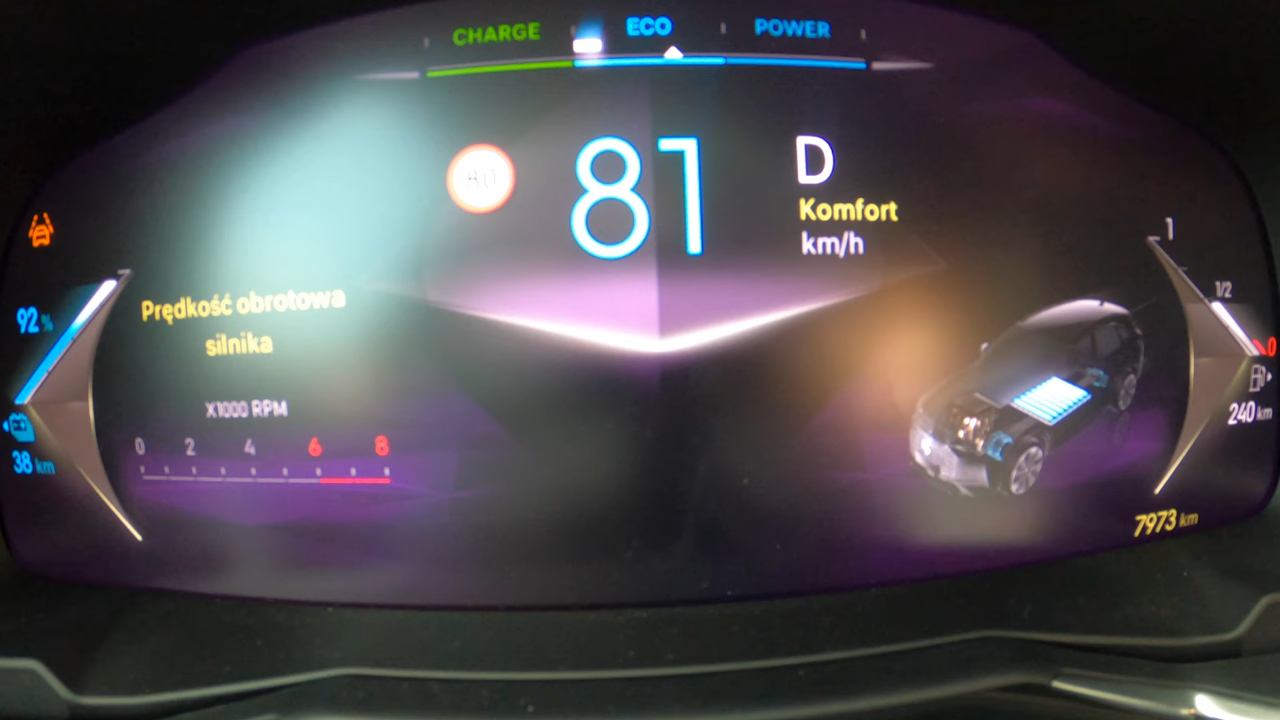 CHARGE ECO POWER
80
81
D
Komfort
km/h
Prędkość obrotowa
silnika
X1000 RPM
0 2 4 6 8
92 %
38 km
1
1/2
0
240 km
7973 km